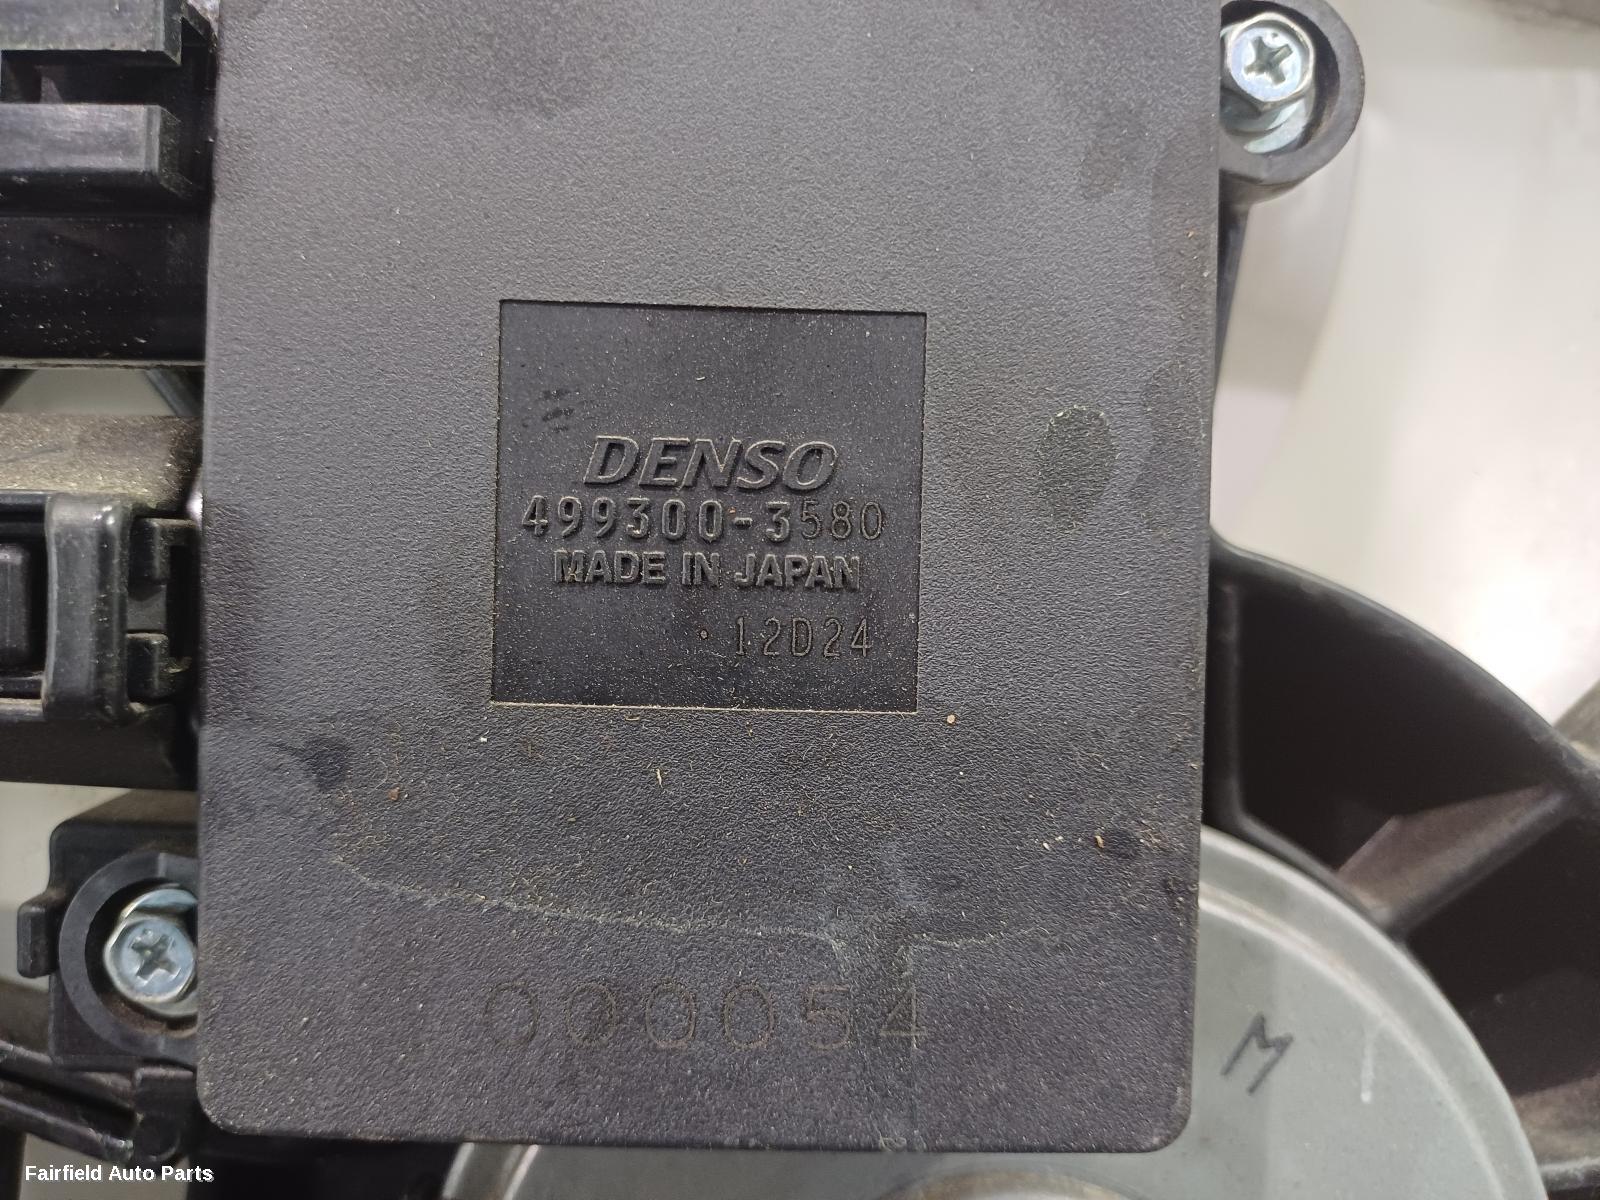 DENSO
499300-3580
MADE IN JAPAN
12D24
000054
M
Fairfield Auto Parts